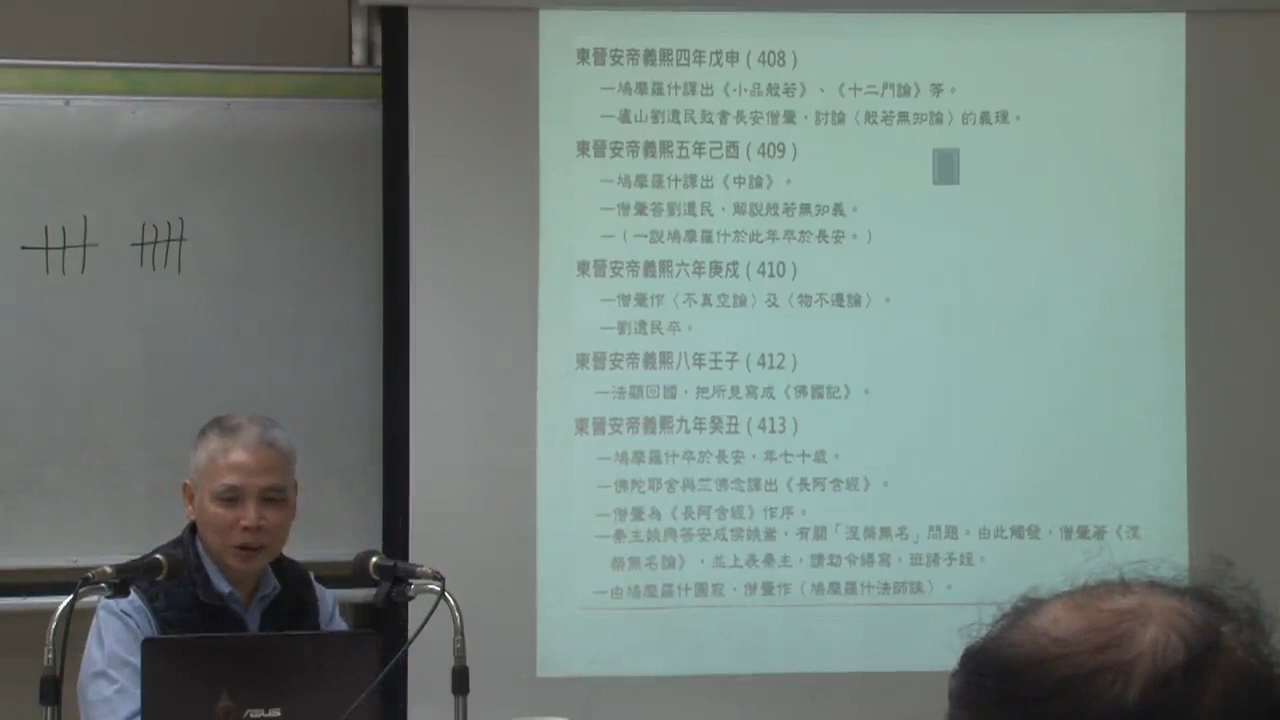 東晉安帝義熙四年戊申(408)
—鳩摩羅什譯出《小品般若》、《十二門論》等。
—廬山劉遺民致書長安僧肇,討論〈般若無知論〉的義理。
東晉安帝義熙五年己酉(409)
—鳩摩羅什譯出《中論》。
—僧肇答劉遺民,解說般若無知義。
—(一說鳩摩羅什於此年卒於長安。)
東晉安帝義熙六年庚戌(410)
—僧肇作〈不真空論〉及〈物不遷論〉。
—劉遺民卒。
東晉安帝義熙八年壬子(412)
—法顯回國,把所見寫成《佛國記》。
東晉安帝義熙九年癸丑(413)
—鳩摩羅什卒於長安,年七十歲。
—佛陀耶舍與竺佛念譯出《長阿含經》。
—僧肇為《長阿含經》作序。
—秦王姚興答安成侯姚嵩,有關「涅槃無名」問題。由此觸發,僧肇著《涅
槃無名論》,並上表秦主,請勅令繕寫,班諸子姪。
—由鳩摩羅什圓寂,僧肇作〈鳩摩羅什法師誄〉。
ASUS